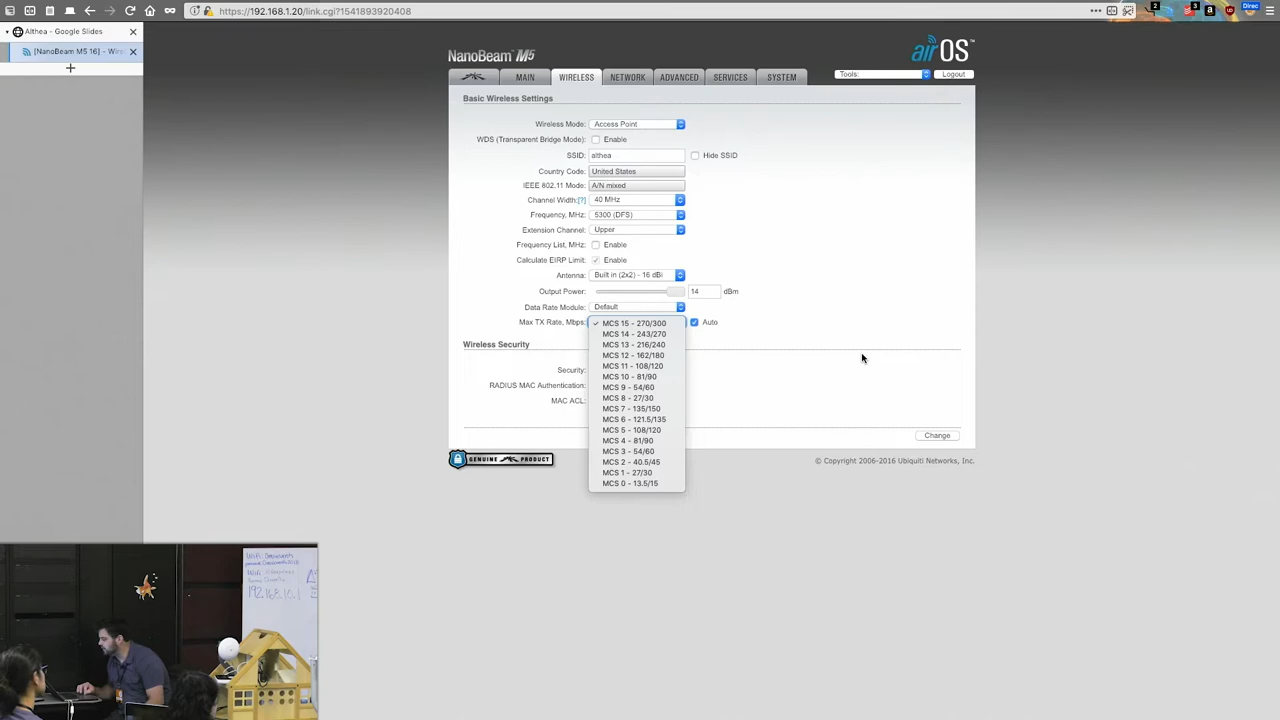 https://192.168.1.20/link.cgi?1541893920408
2
3
Direc
Althea - Google Slides
[NanoBeam M5 16] - Wire
NanoBeam M5
airOS™
MAIN WIRELESS NETWORK ADVANCED SERVICES SYSTEM
Tools: Logout
Basic Wireless Settings
Wireless Mode: Access Point
WDS (Transparent Bridge Mode): Enable
SSID: althea Hide SSID
Country Code: United States
IEEE 802.11 Mode: A/N mixed
Channel Width:[?] 40 MHz
Frequency, MHz: 5300 (DFS)
Extension Channel: Upper
Frequency List, MHz: Enable
Calculate EIRP Limit: Enable
Antenna: Built in (2x2) - 16 dBi
Output Power: 14 dBm
Data Rate Module: Default
Max TX Rate, Mbps: Auto
MCS 15 - 270/300
MCS 14 - 243/270
MCS 13 - 216/240
MCS 12 - 162/180
MCS 11 - 108/120
MCS 10 - 81/90
MCS 9 - 54/60
MCS 8 - 27/30
MCS 7 - 135/150
MCS 6 - 121.5/135
MCS 5 - 108/120
MCS 4 - 81/90
MCS 3 - 54/60
MCS 2 - 40.5/45
MCS 1 - 27/30
MCS 0 - 13.5/15
Wireless Security
Security:
RADIUS MAC Authentication:
MAC ACL:
Change
GENUINE PRODUCT
© Copyright 2006-2016 Ubiquiti Networks, Inc.
192.168.10.1